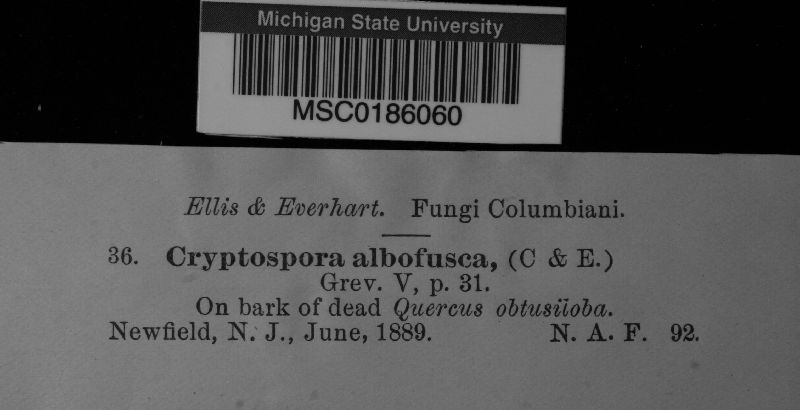 Michigan State University
MSC0186060
Ellis & Everhart. Fungi Columbiani.
36. Cryptospora albofusca, (C & E.)
Grev. V, p. 31.
On bark of dead Quercus obtusiloba.
Newfield, N. J., June, 1889. N. A. F. 92.